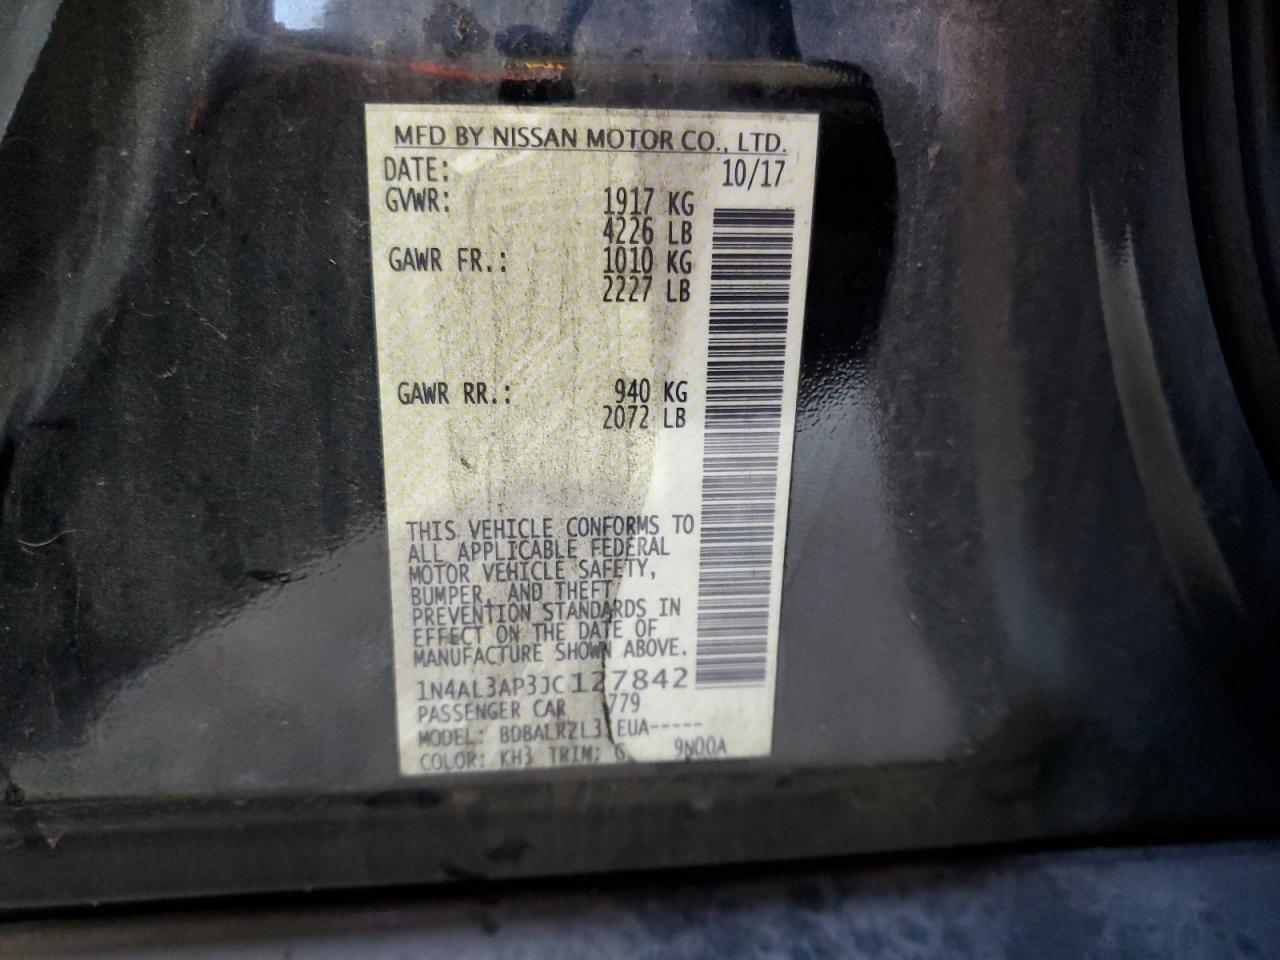 MFD BY NISSAN MOTOR CO., LTD.
DATE: 10/17
GVWR: 1917 KG
4226 LB
GAWR FR.: 1010 KG
2227 LB
GAWR RR.: 940 KG
2072 LB
THIS VEHICLE CONFORMS TO
ALL APPLICABLE FEDERAL
MOTOR VEHICLE SAFETY,
BUMPER, AND THEFT
PREVENTION STANDARDS IN
EFFECT ON THE DATE OF
MANUFACTURE SHOWN ABOVE.
1N4AL3AP3JC127842
PASSENGER CAR 779
MODEL: EUA-----
COLOR: KH3 TRIM: 9N00A